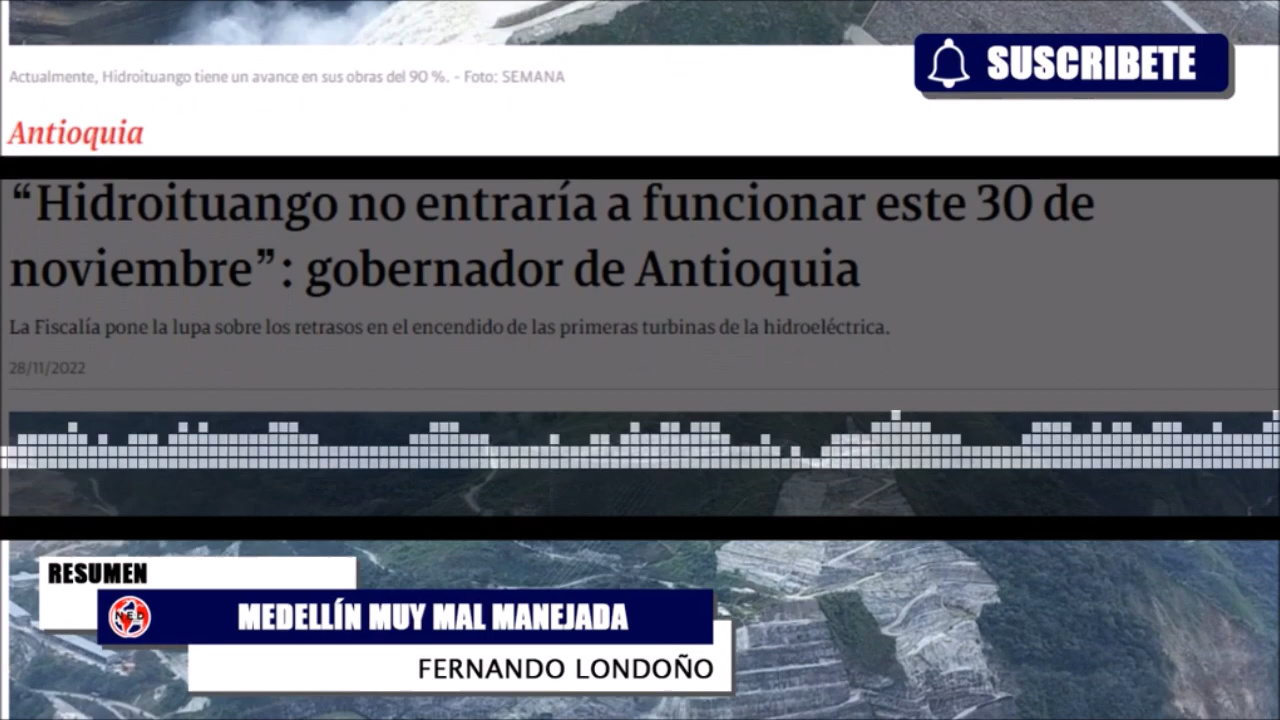 SUSCRIBETE
Actualmente, Hidroituango tiene un avance en sus obras del 90 %. - Foto: SEMANA
Antioquia
“Hidroituango no entraría a funcionar este 30 de
noviembre”: gobernador de Antioquia
La Fiscalía pone la lupa sobre los retrasos en el encendido de las primeras turbinas de la hidroeléctrica.
28/11/2022
RESUMEN
MEDELLÍN MUY MAL MANEJADA
FERNANDO LONDOÑO